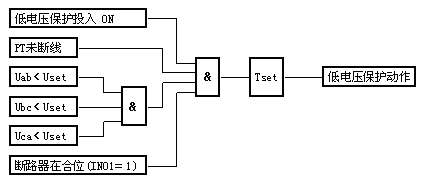 低电压保护投入 ON
PT未断线
Uab<Uset
Ubc<Uset
Uca<Uset
断路器在合位(IN01=1)
&
&
Tset
低电压保护动作